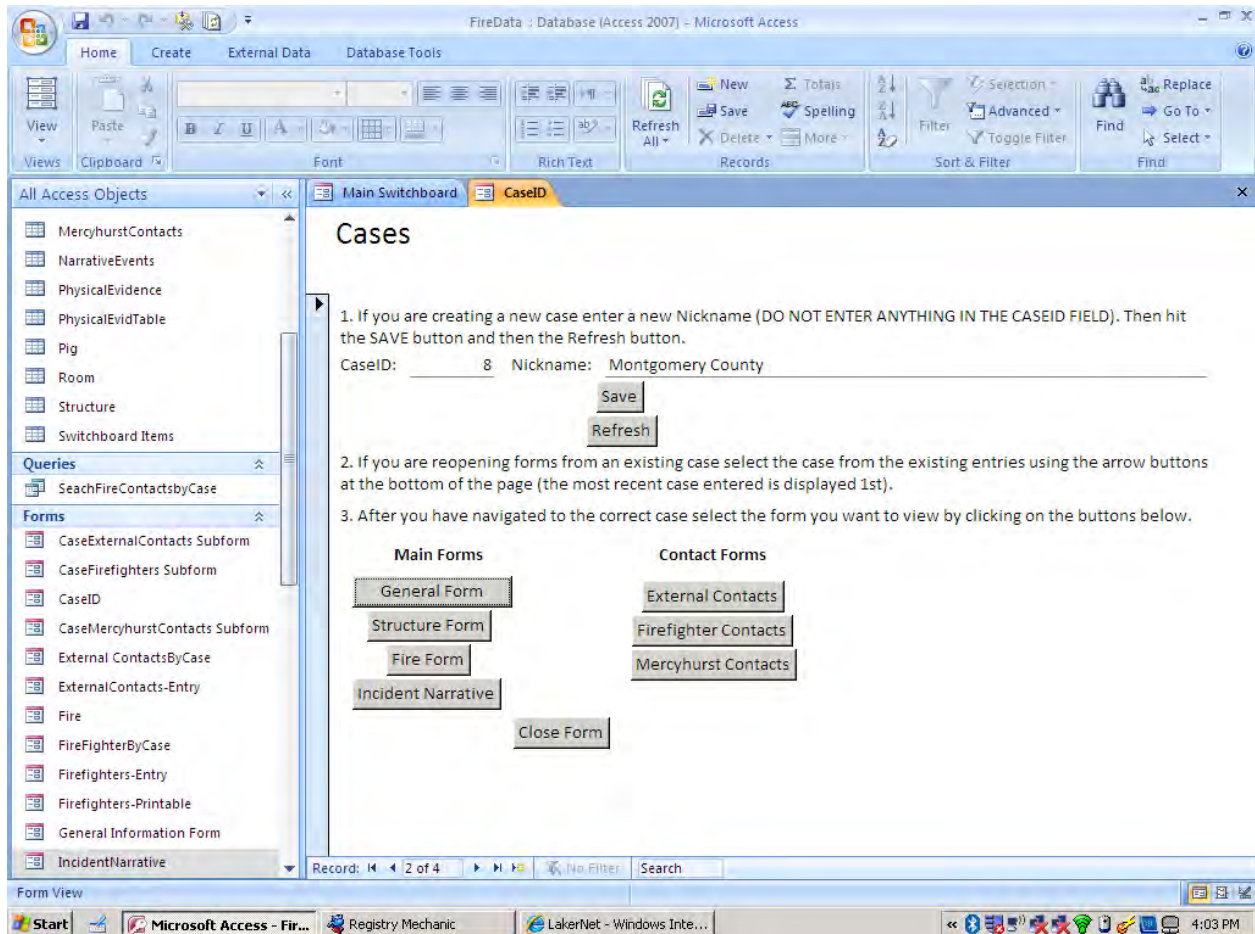 FireData : Database (Access 2007) - Microsoft Access
Home Create External Data Database Tools
View
Views
Paste
Clipboard
B I U A
Font
Rich Text
Refresh All
New
Save
Delete
Totals
Spelling
More
Records
Filter
Selection
Advanced
Toggle Filter
Sort & Filter
Find
Replace
Go To
Select
Find
All Access Objects
MercyhurstContacts
NarrativeEvents
PhysicalEvidence
PhysicalEvidTable
Pig
Room
Structure
Switchboard Items
Queries
SeachFireContactsbyCase
Forms
CaseExternalContacts Subform
CaseFirefighters Subform
CaseID
CaseMercyhurstContacts Subform
External ContactsByCase
ExternalContacts-Entry
Fire
FireFighterByCase
Firefighters-Entry
Firefighters-Printable
General Information Form
IncidentNarrative
Main Switchboard CaseID
Cases
1. If you are creating a new case enter a new Nickname (DO NOT ENTER ANYTHING IN THE CASEID FIELD). Then hit
the SAVE button and then the Refresh button.
CaseID: 8 Nickname: Montgomery County
Save
Refresh
2. If you are reopening forms from an existing case select the case from the existing entries using the arrow buttons
at the bottom of the page (the most recent case entered is displayed 1st).
3. After you have navigated to the correct case select the form you want to view by clicking on the buttons below.
Main Forms Contact Forms
General Form External Contacts
Structure Form Firefighter Contacts
Fire Form Mercyhurst Contacts
Incident Narrative
Close Form
Record: 2 of 4 No Filter Search
Form View
Start Microsoft Access - Fir... Registry Mechanic LakerNet - Windows Inte... 4:03 PM